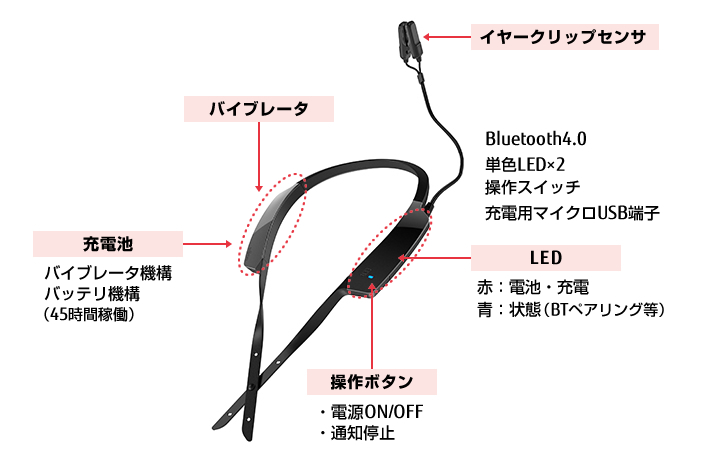 イヤークリップセンサ
バイブレータ
Bluetooth4.0
単色LED×2
操作スイッチ
充電用マイクロUSB端子
充電池
バイブレータ機構
バッテリ機構
（45時間稼働）
LED
赤：電池・充電
青：状態（BTペアリング等）
操作ボタン
・電源ON/OFF
・通知停止